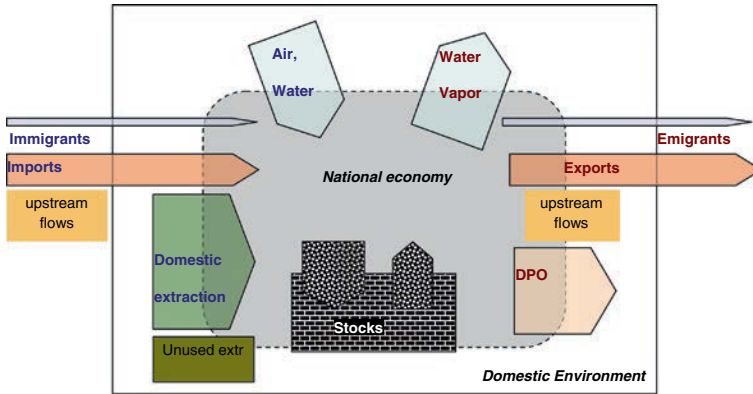 Air,
Water
Water
Vapor
Immigrants
Emigrants
Imports
Exports
National economy
upstream
flows
upstream
flows
Domestic
extraction
DPO
Stocks
Unused extr
Domestic Environment